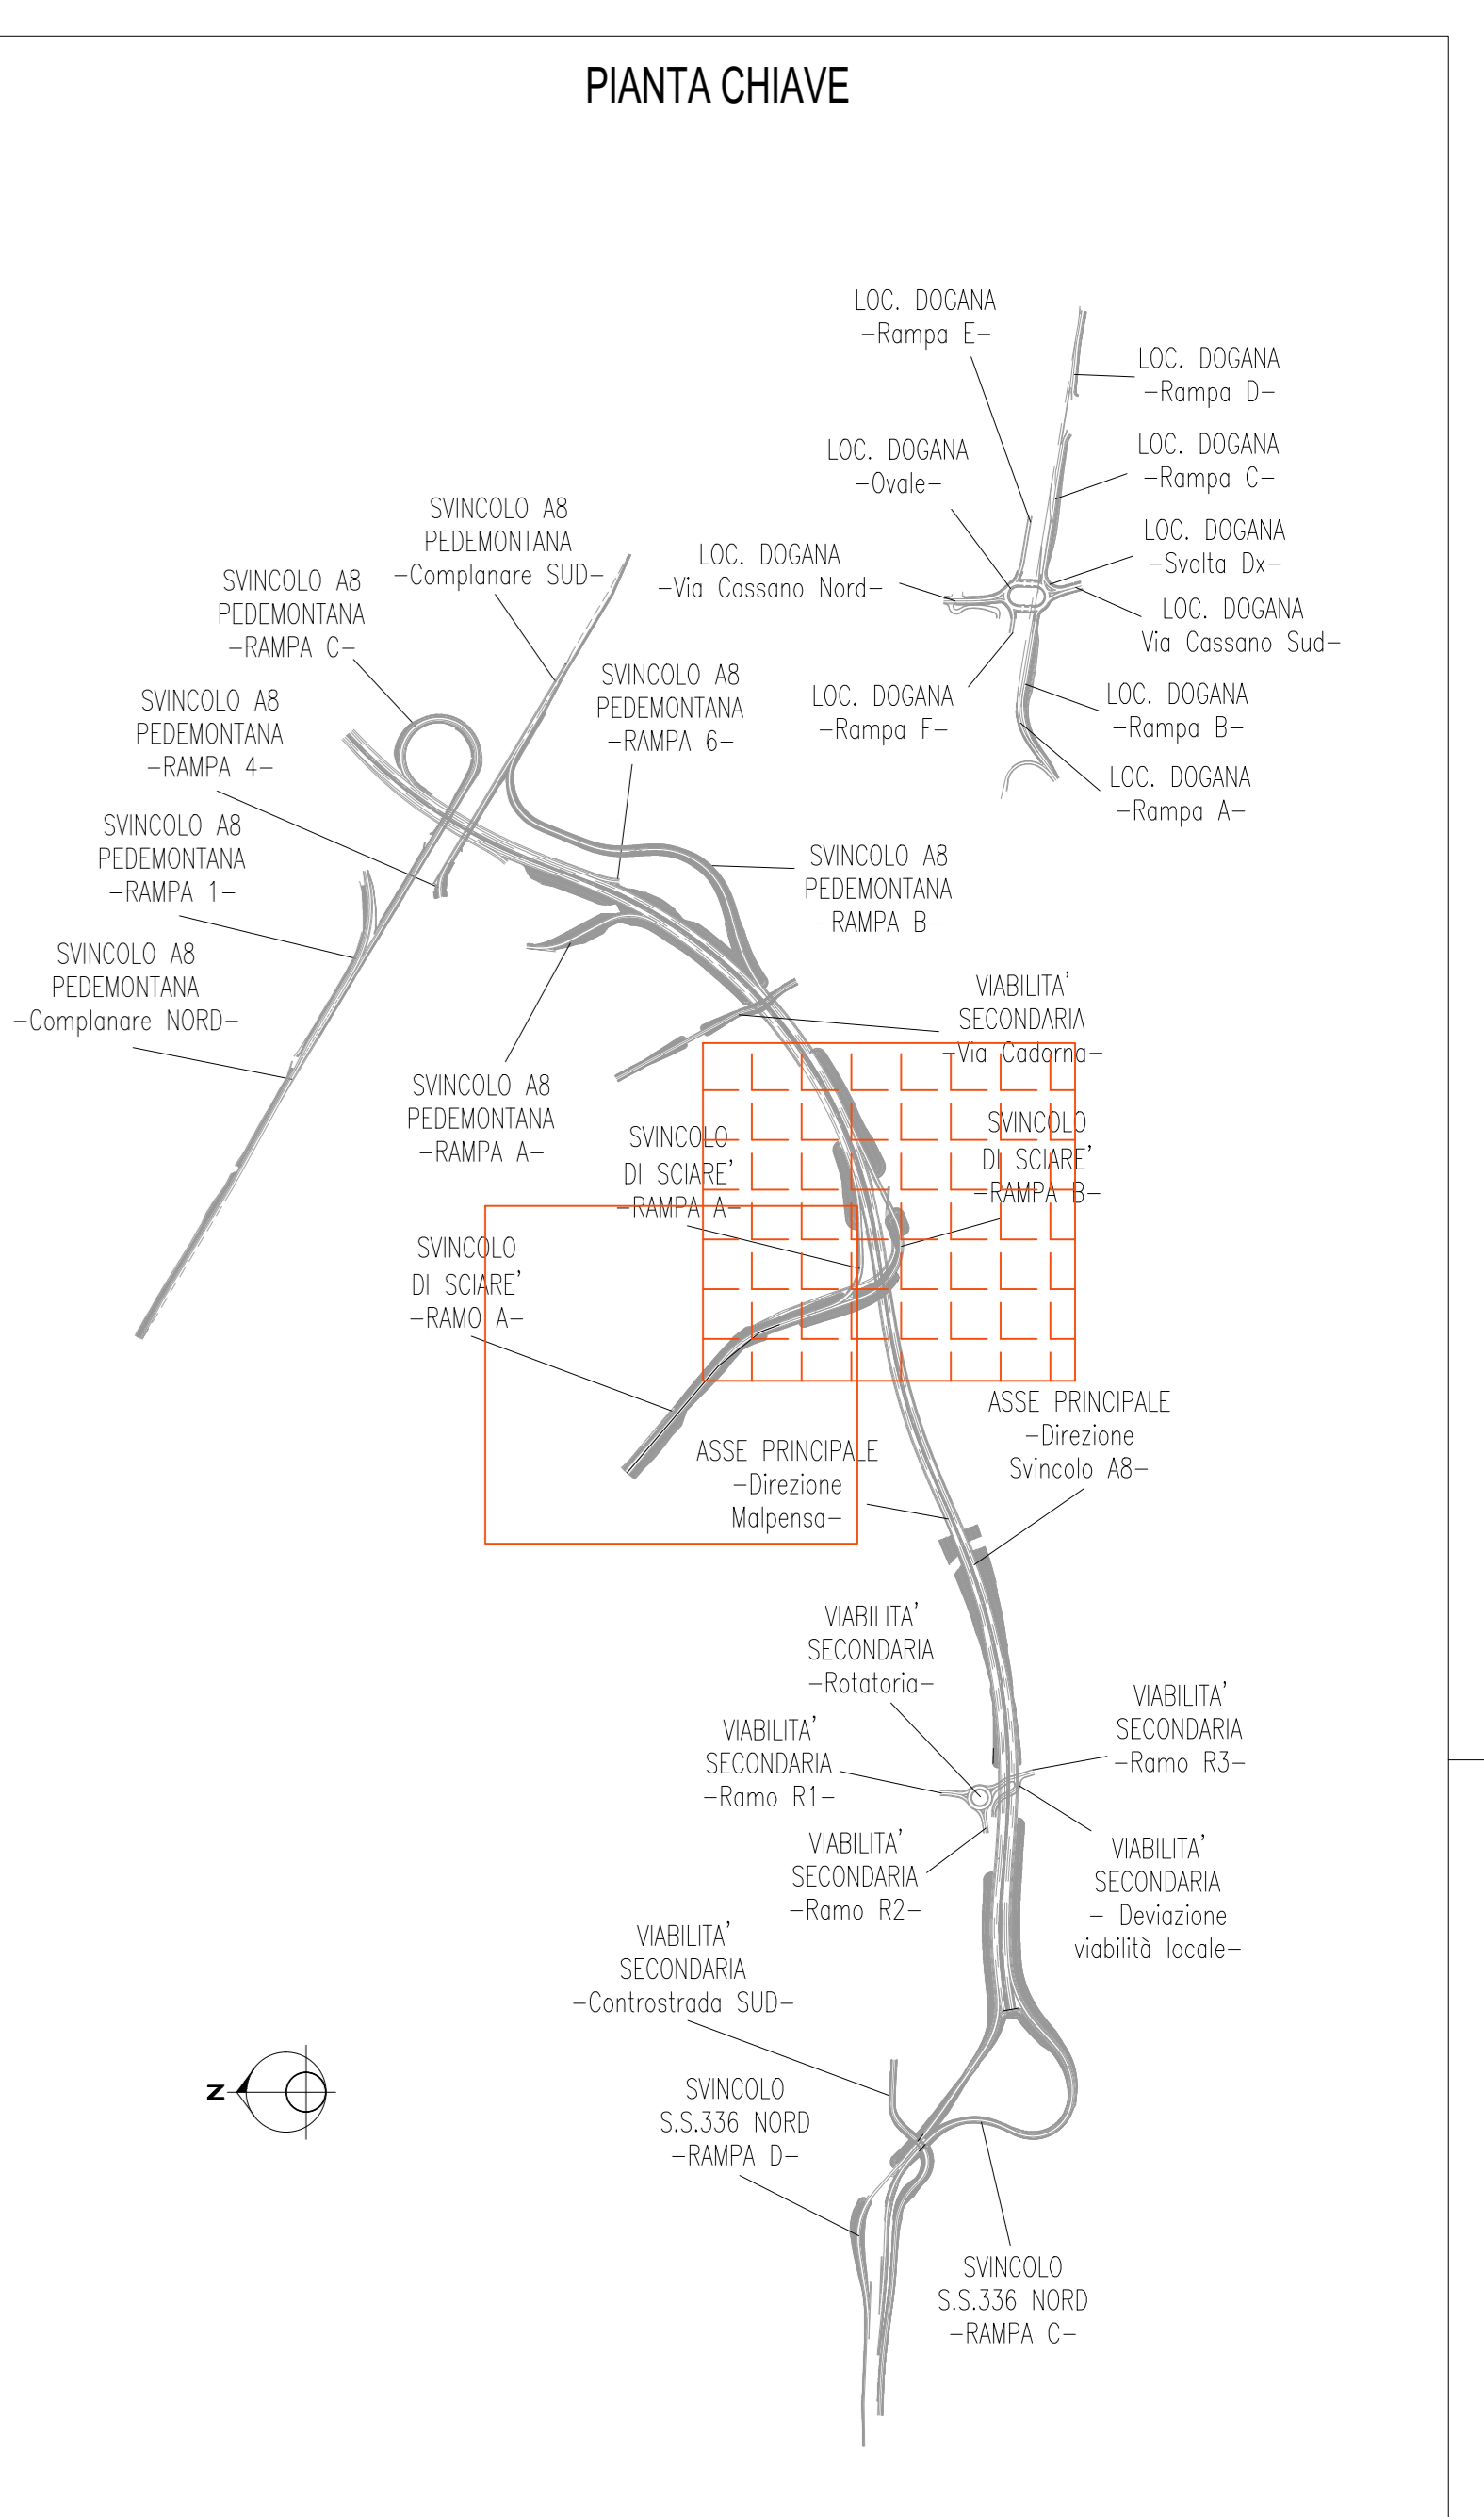 PIANTA CHIAVE
LOC. DOGANA
-Rampa E-
LOC. DOGANA
-Rampa D-
LOC. DOGANA
-Ovale-
LOC. DOGANA
-Rampa C-
SVINCOLO A8
PEDEMONTANA
-Complanare SUD-
LOC. DOGANA
-Svolta Dx-
LOC. DOGANA
-Via Cassano Nord-
SVINCOLO A8
PEDEMONTANA
-RAMPA C-
LOC. DOGANA
Via Cassano Sud-
SVINCOLO A8
PEDEMONTANA
-RAMPA 6-
SVINCOLO A8
PEDEMONTANA
-RAMPA 4-
LOC. DOGANA
-Rampa F-
LOC. DOGANA
-Rampa B-
LOC. DOGANA
-Rampa A-
SVINCOLO A8
PEDEMONTANA
-RAMPA 1-
SVINCOLO A8
PEDEMONTANA
-RAMPA B-
SVINCOLO A8
PEDEMONTANA
-Complanare NORD-
VIABILITA'
SECONDARIA
-Via Cadorna-
SVINCOLO A8
PEDEMONTANA
-RAMPA A-
SVINCOLO
DI SCIARE'
-RAMPA A-
SVINCOLO
DI SCIARE'
-RAMPA B-
SVINCOLO
DI SCIARE'
-RAMO A-
ASSE PRINCIPALE
-Direzione
Svincolo A8-
ASSE PRINCIPALE
-Direzione
Malpensa-
VIABILITA'
SECONDARIA
-Rotatoria-
VIABILITA'
SECONDARIA
-Ramo R3-
VIABILITA'
SECONDARIA
-Ramo R1-
VIABILITA'
SECONDARIA
-Ramo R2-
VIABILITA'
SECONDARIA
- Deviazione
viabilità locale-
VIABILITA'
SECONDARIA
-Controstrada SUD-
N
SVINCOLO
S.S.336 NORD
-RAMPA D-
SVINCOLO
S.S.336 NORD
-RAMPA C-